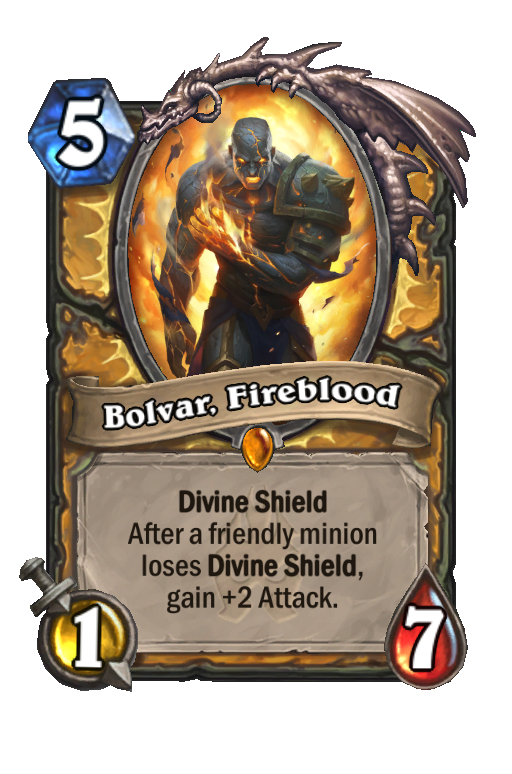 5
Bolvar, Fireblood
Divine Shield
After a friendly minion
loses Divine Shield,
gain +2 Attack.
1
7